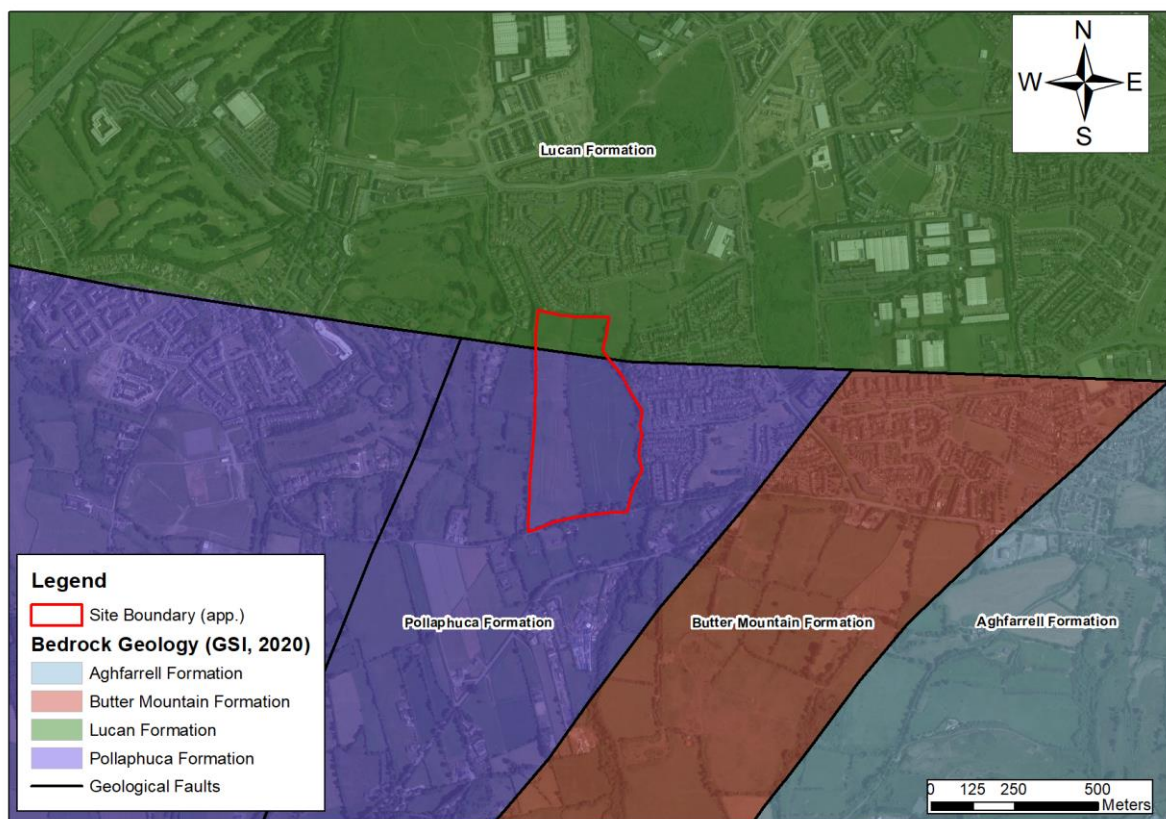 N
W E
S
Lucan Formation
Pollaphuca Formation
Butter Mountain Formation
Aghfarrell Formation
Legend
Site Boundary (app.)
Bedrock Geology (GSI, 2020)
Aghfarrell Formation
Butter Mountain Formation
Lucan Formation
Pollaphuca Formation
Geological Faults
0 125 250 500
Meters